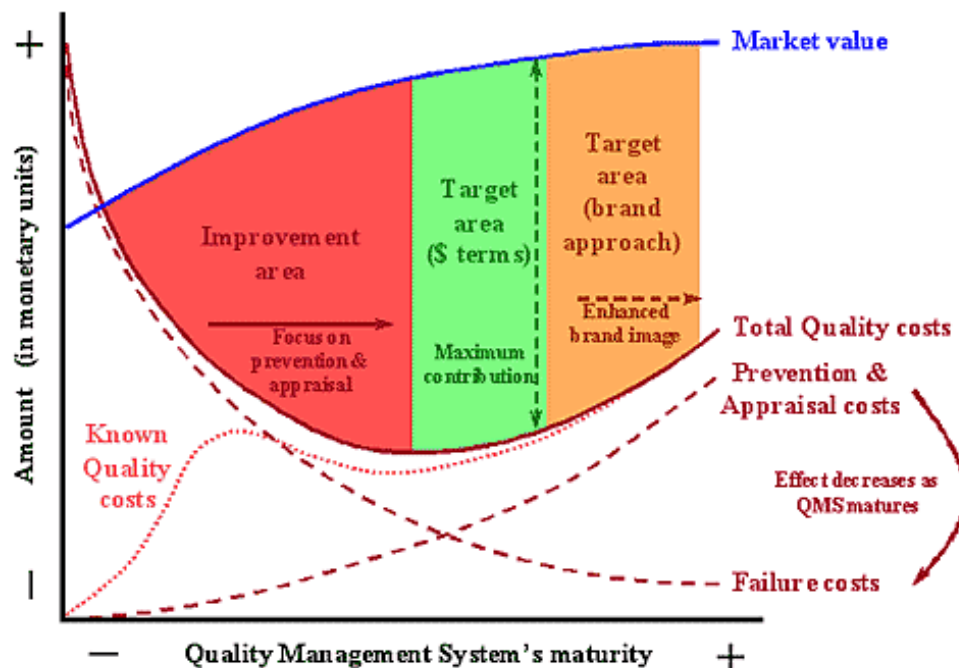 +
Amount (in monetary units)
−
Market value
Improvement
area
Focus on
prevention &
appraisal
Target
area
($ terms)
Maximum
contribution
Target
area
(brand
approach)
Enhanced
brand image
Known
Quality
costs
Total Quality costs
Prevention &
Appraisal costs
Effect decreases as
QMS matures
Failure costs
− Quality Management System's maturity +